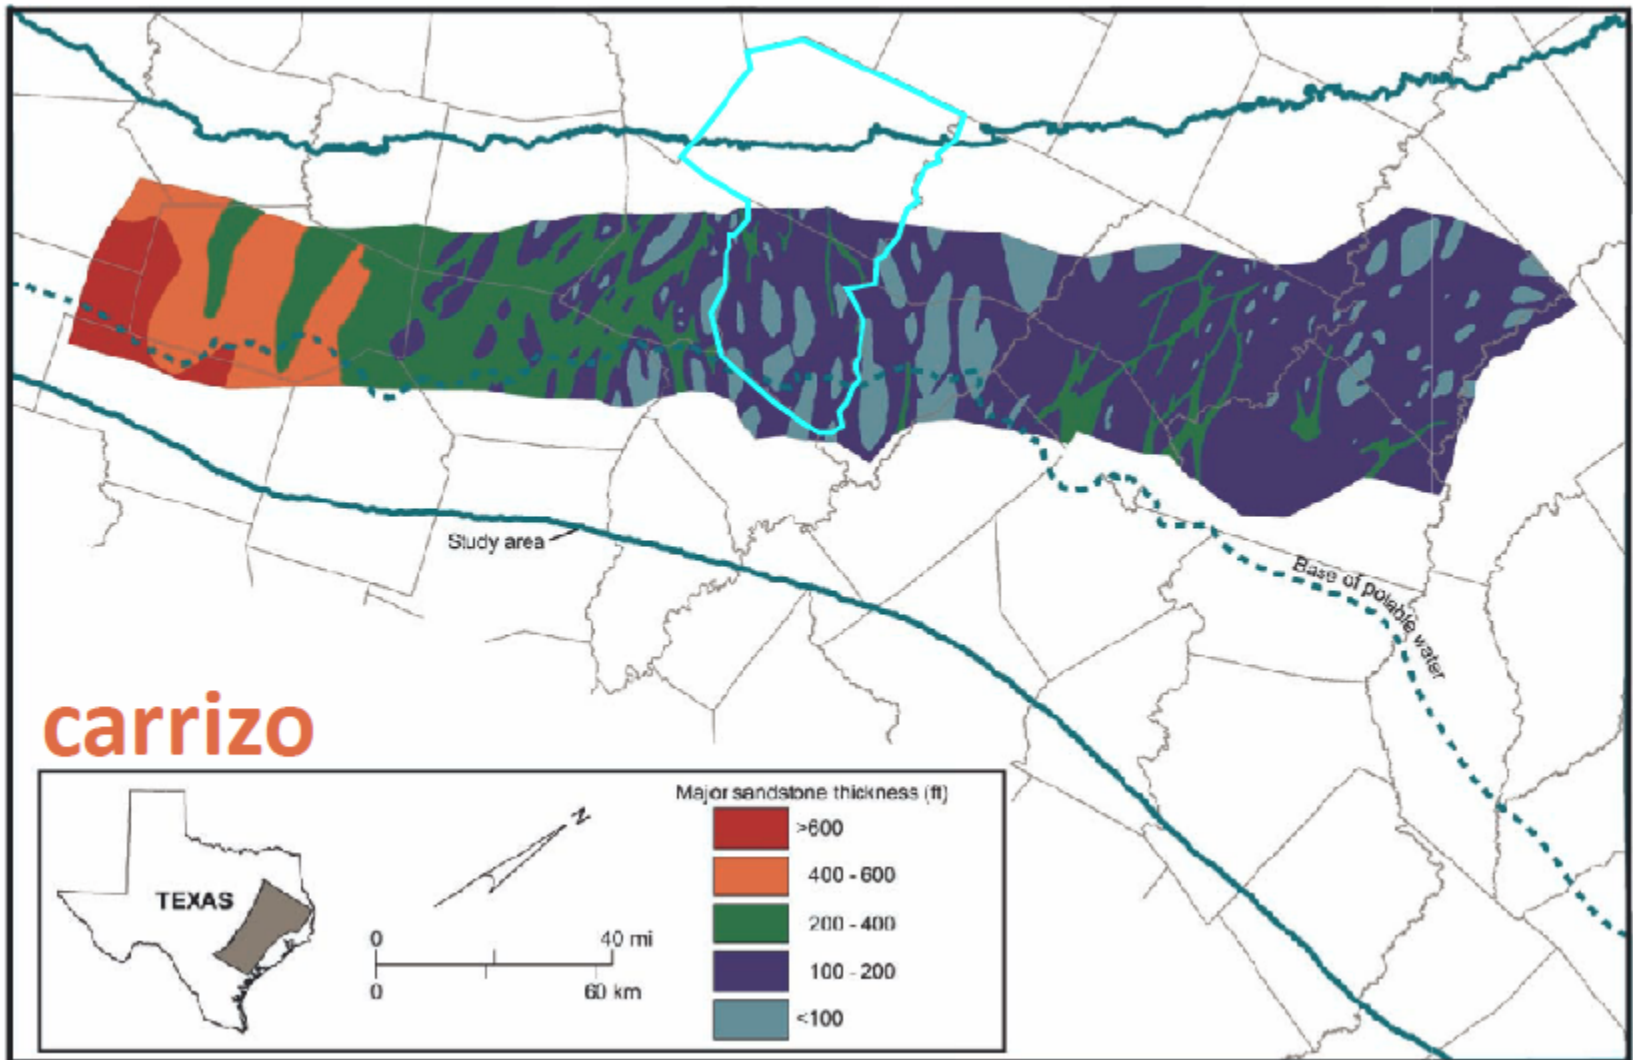 Study area
Base of potable water
carrizo
TEXAS
N
0 40 mi
0 60 km
Major sandstone thickness (ft)
>600
400 - 600
200 - 400
100 - 200
<100